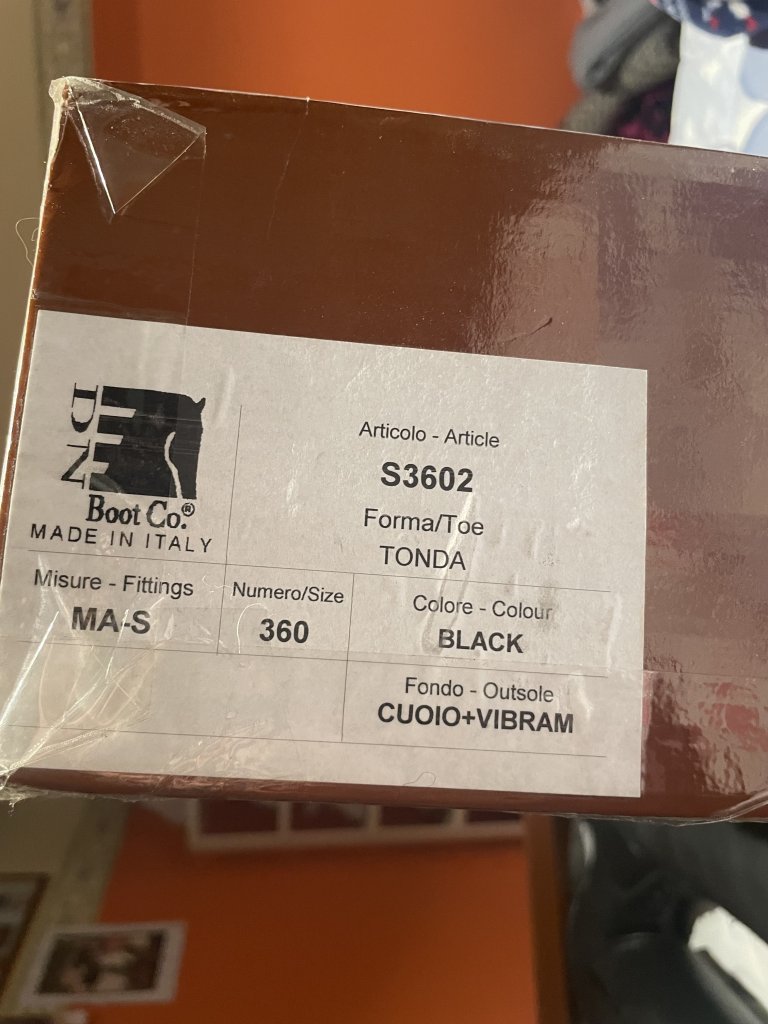 DEN
Boot Co.®
MADE IN ITALY
Articolo - Article
S3602
Forma/Toe
TONDA
Misure - Fittings
MA-S
Numero/Size
360
Colore - Colour
BLACK
Fondo - Outsole
CUOIO+VIBRAM